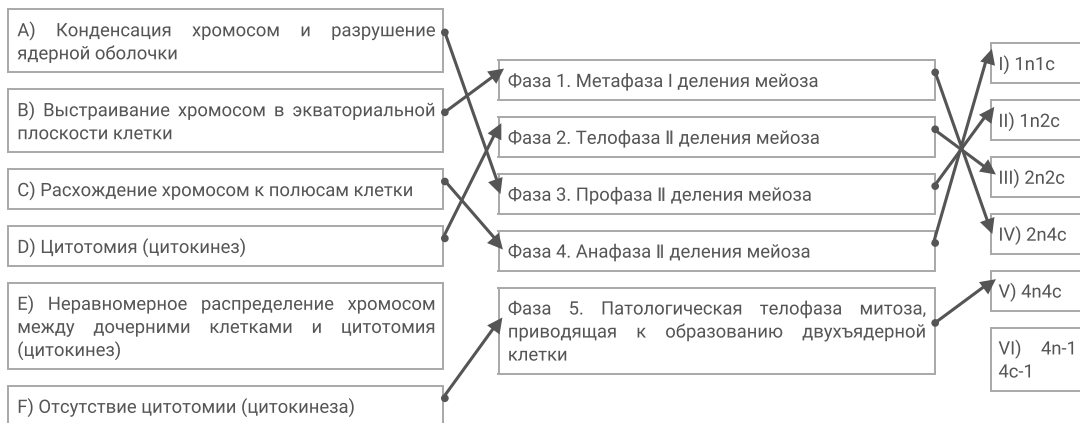 А) Конденсация хромосом и разрушение
ядерной оболочки
В) Выстраивание хромосом в экваториальной
плоскости клетки
С) Расхождение хромосом к полюсам клетки
D) Цитотомия (цитокинез)
Е) Неравномерное распределение хромосом
между дочерними клетками и цитотомия
(цитокинез)
F) Отсутствие цитотомии (цитокинеза)
Фаза 1. Метафаза I деления мейоза
Фаза 2. Телофаза II деления мейоза
Фаза 3. Профаза II деления мейоза
Фаза 4. Анафаза II деления мейоза
Фаза 5. Патологическая телофаза митоза,
приводящая к образованию двухъядерной
клетки
I) 1n1c
II) 1n2c
III) 2n2c
IV) 2n4c
V) 4n4c
VI) 4n-1
4c-1